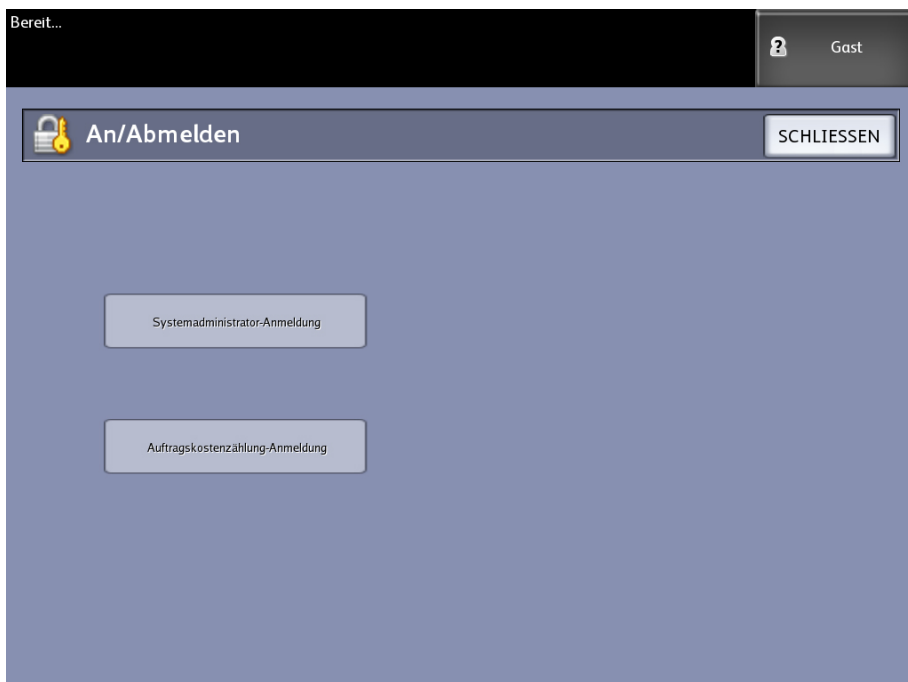 Bereit...
Gast
An/Abmelden
SCHLIESSEN
Systemadministrator-Anmeldung
Auftragskostenzählung-Anmeldung